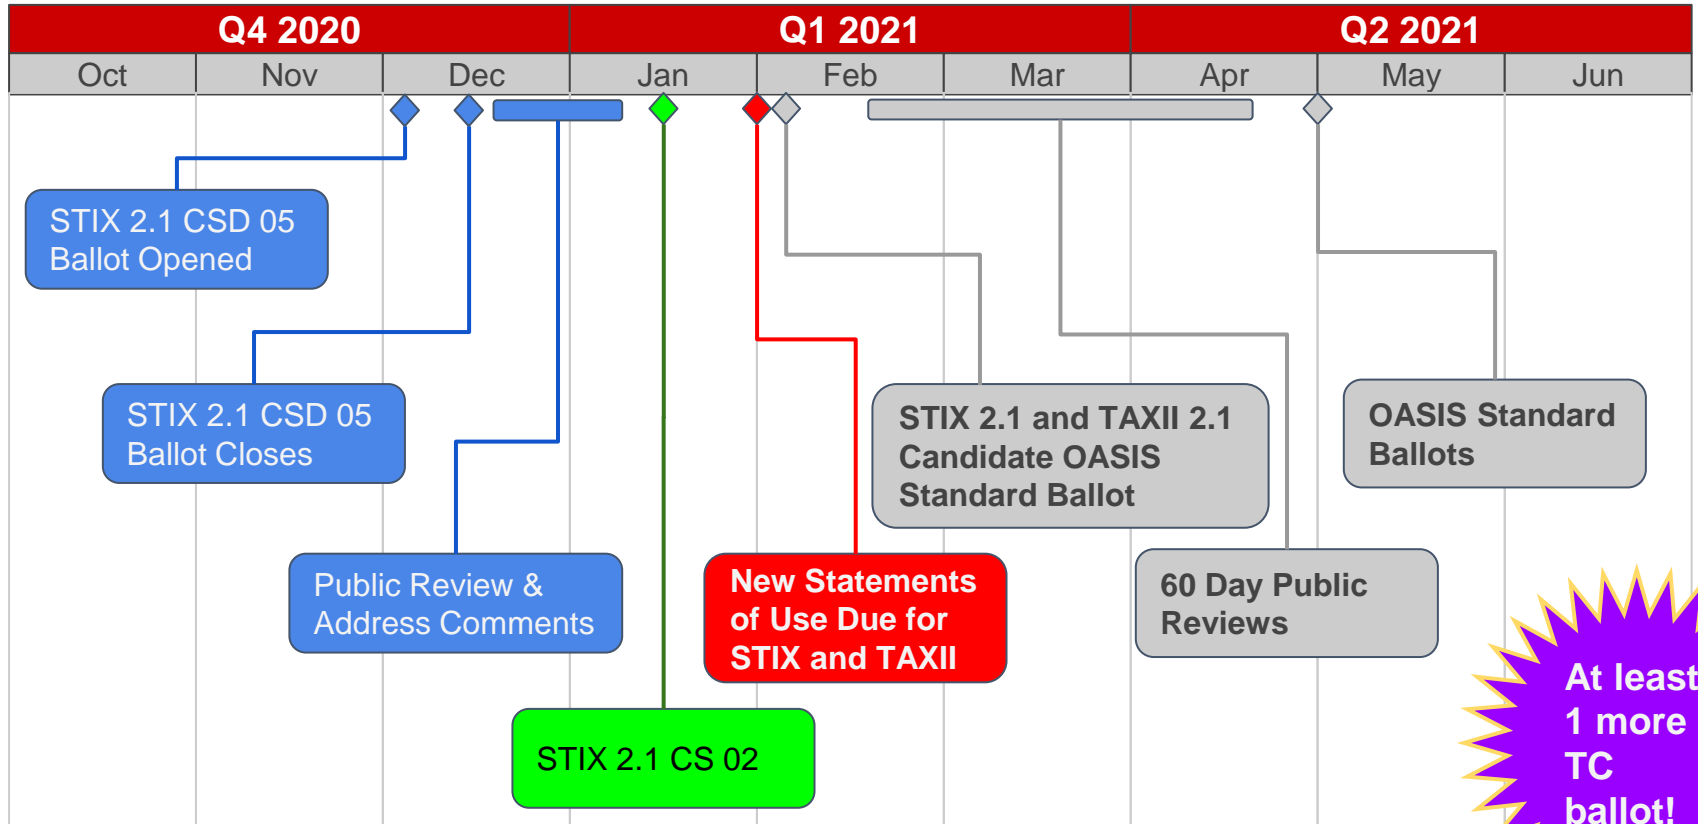 Q4 2020
Q1 2021
Q2 2021
Oct
Nov
Dec
Jan
Feb
Mar
Apr
May
Jun
STIX 2.1 CSD 05
Ballot Opened
STIX 2.1 CSD 05
Ballot Closes
Public Review &
Address Comments
STIX 2.1 CS 02
New Statements
of Use Due for
STIX and TAXII
STIX 2.1 and TAXII 2.1
Candidate OASIS
Standard Ballot
60 Day Public
Reviews
OASIS Standard
Ballots
At least
1 more
TC
ballot!